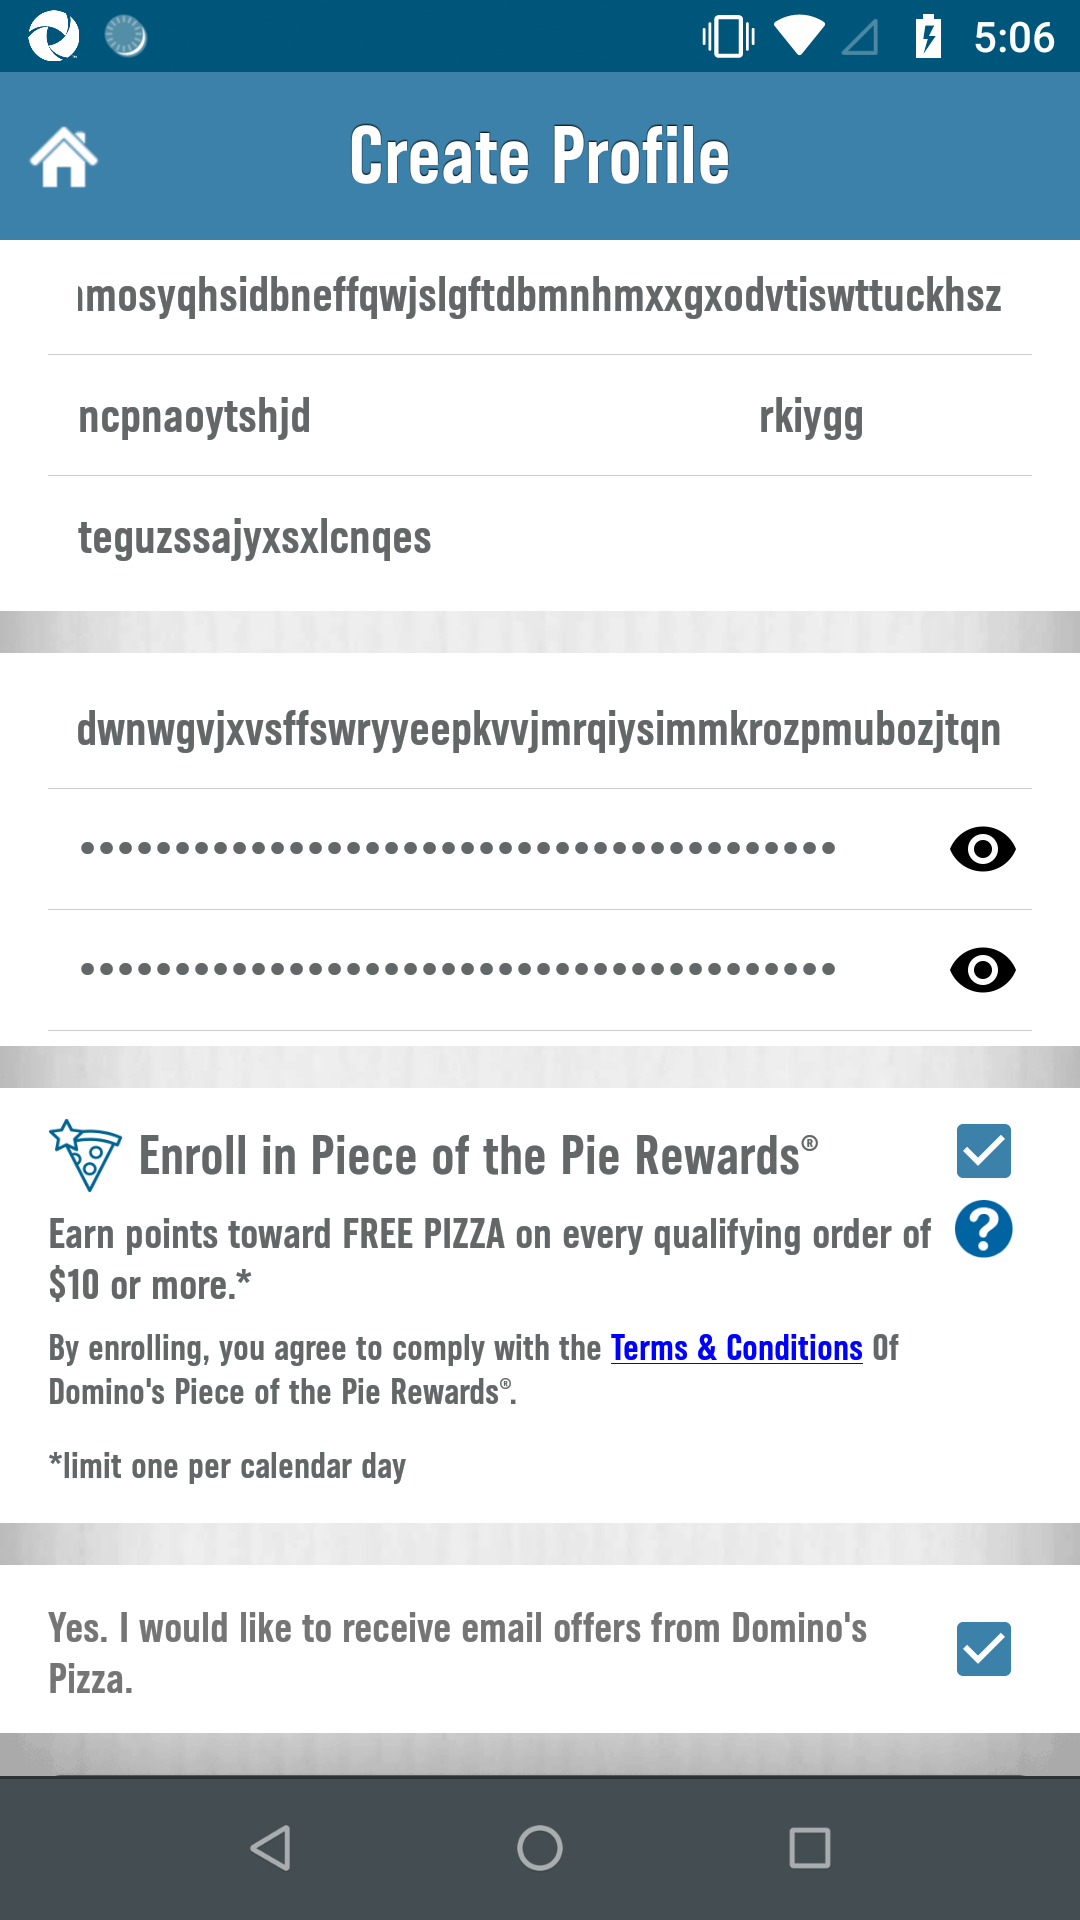 5:06
Create Profile
mosyqhsidbneffqwjslgftdbmnhmxxgxodvtiswttuckhsz
ncpnaoytshjd rkiygg
teguzssajyxsxlcnqes
dwnwgvjxvsffswryyeepkvvjmrqiysimmkrozpmubozjtqn
Enroll in Piece of the Pie Rewards®
Earn points toward FREE PIZZA on every qualifying order of
$10 or more.*
By enrolling, you agree to comply with the Terms & Conditions Of
Domino's Piece of the Pie Rewards®.
*limit one per calendar day
Yes. I would like to receive email offers from Domino's
Pizza.